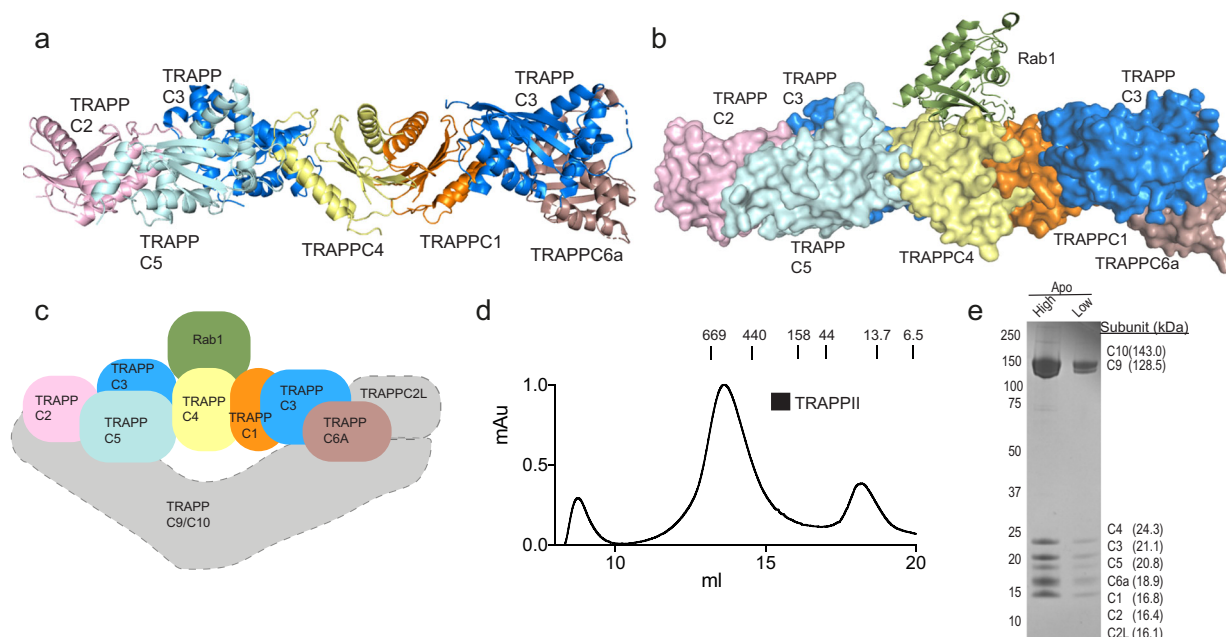 a
TRAPP
C3
TRAPP
C2
TRAPP
C5
TRAPPC4
TRAPPC1
TRAPP
C3
TRAPPC6a
b
Rab1
TRAPP
C3
TRAPP
C2
TRAPP
C3
TRAPP
C5
TRAPPC4
TRAPPC1
TRAPPC6a
c
Rab1
TRAPP
C3
TRAPP
C2
TRAPP
C5
TRAPP
C4
TRAPP
C1
TRAPP
C3
TRAPPC2L
TRAPP
C6A
TRAPP
C9/C10
d
669 440 158 44 13.7 6.5
1.0
0.5
0.0
mAu
TRAPPII
10 15 20
ml
e
Apo
High Low
Subunit (kDa)
250
150
100
75
50
37
25
20
15
10
C10(143.0)
C9 (128.5)
C4 (24.3)
C3 (21.1)
C5 (20.8)
C6a (18.9)
C1 (16.8)
C2 (16.4)
C2L (16.1)